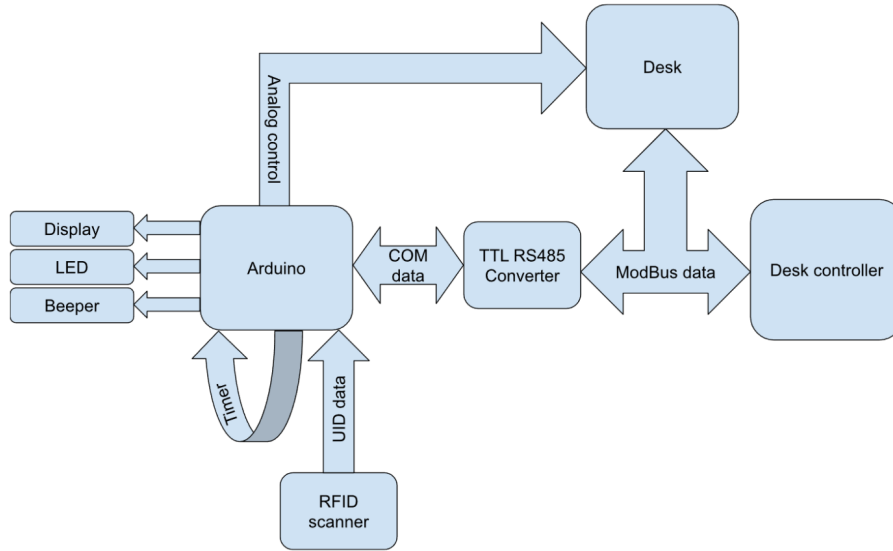 Desk
Analog control
Display
LED
Beeper
Arduino
COM
data
TTL RS485
Converter
ModBus data
Desk controller
Timer
UID data
RFID
scanner